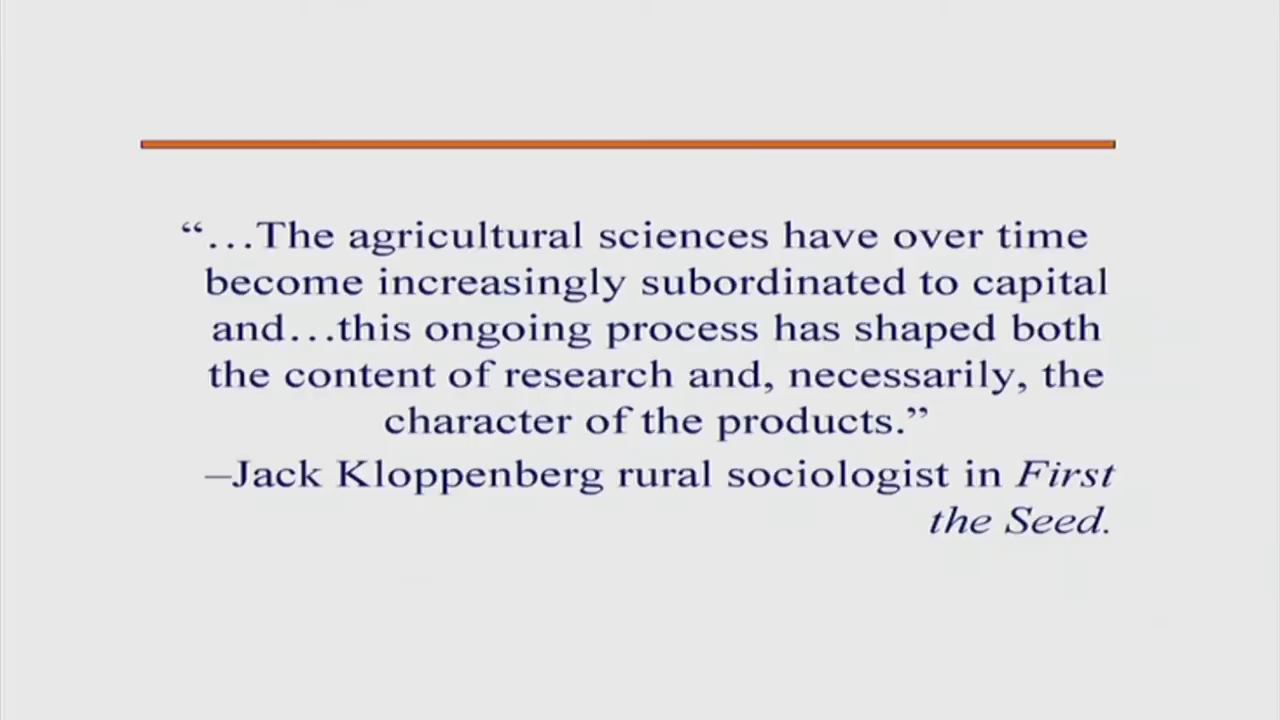 “…The agricultural sciences have over time
become increasingly subordinated to capital
and…this ongoing process has shaped both
the content of research and, necessarily, the
character of the products.”
–Jack Kloppenberg rural sociologist in First
the Seed.